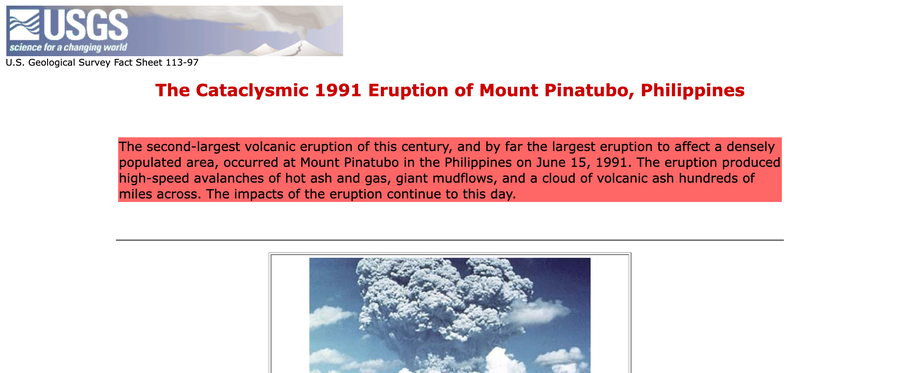 USGS
science for a changing world
U.S. Geological Survey Fact Sheet 113-97
The Cataclysmic 1991 Eruption of Mount Pinatubo, Philippines
The second-largest volcanic eruption of this century, and by far the largest eruption to affect a densely
populated area, occurred at Mount Pinatubo in the Philippines on June 15, 1991. The eruption produced
high-speed avalanches of hot ash and gas, giant mudflows, and a cloud of volcanic ash hundreds of
miles across. The impacts of the eruption continue to this day.